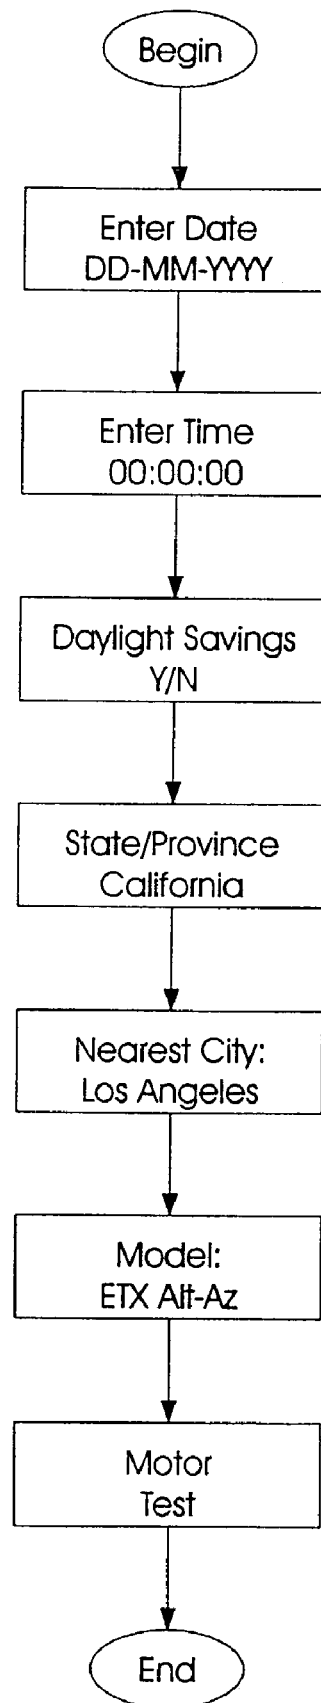 Begin
Enter Date
DD-MM-YYYY
Enter Time
00:00:00
Daylight Savings
Y/N
State/Province
California
Nearest City:
Los Angeles
Model:
ETX Alt-Az
Motor
Test
End